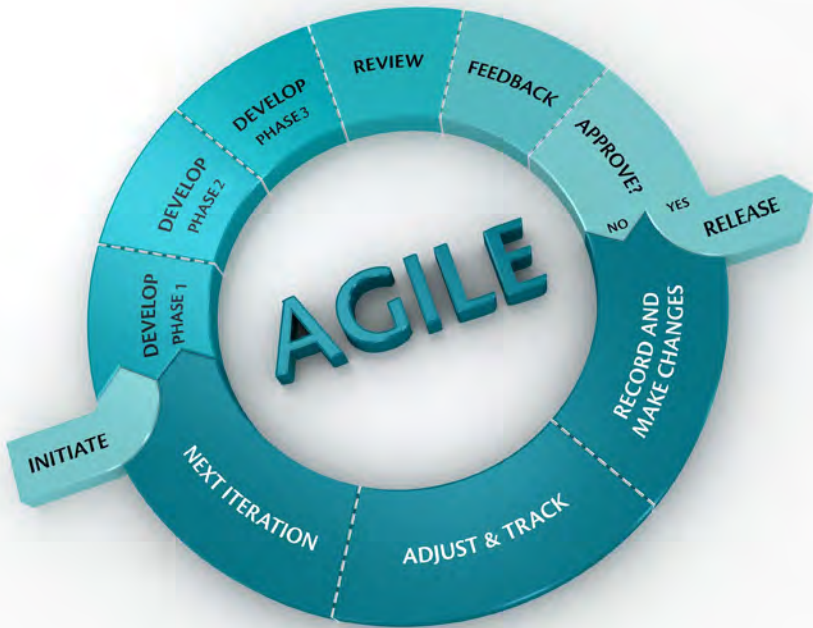 INITIATE
DEVELOP
PHASE 1
DEVELOP
PHASE 2
DEVELOP
PHASE 3
REVIEW
FEEDBACK
APPROVE?
NO
YES
RELEASE
RECORD AND
MAKE CHANGES
ADJUST & TRACK
NEXT ITERATION
AGILE